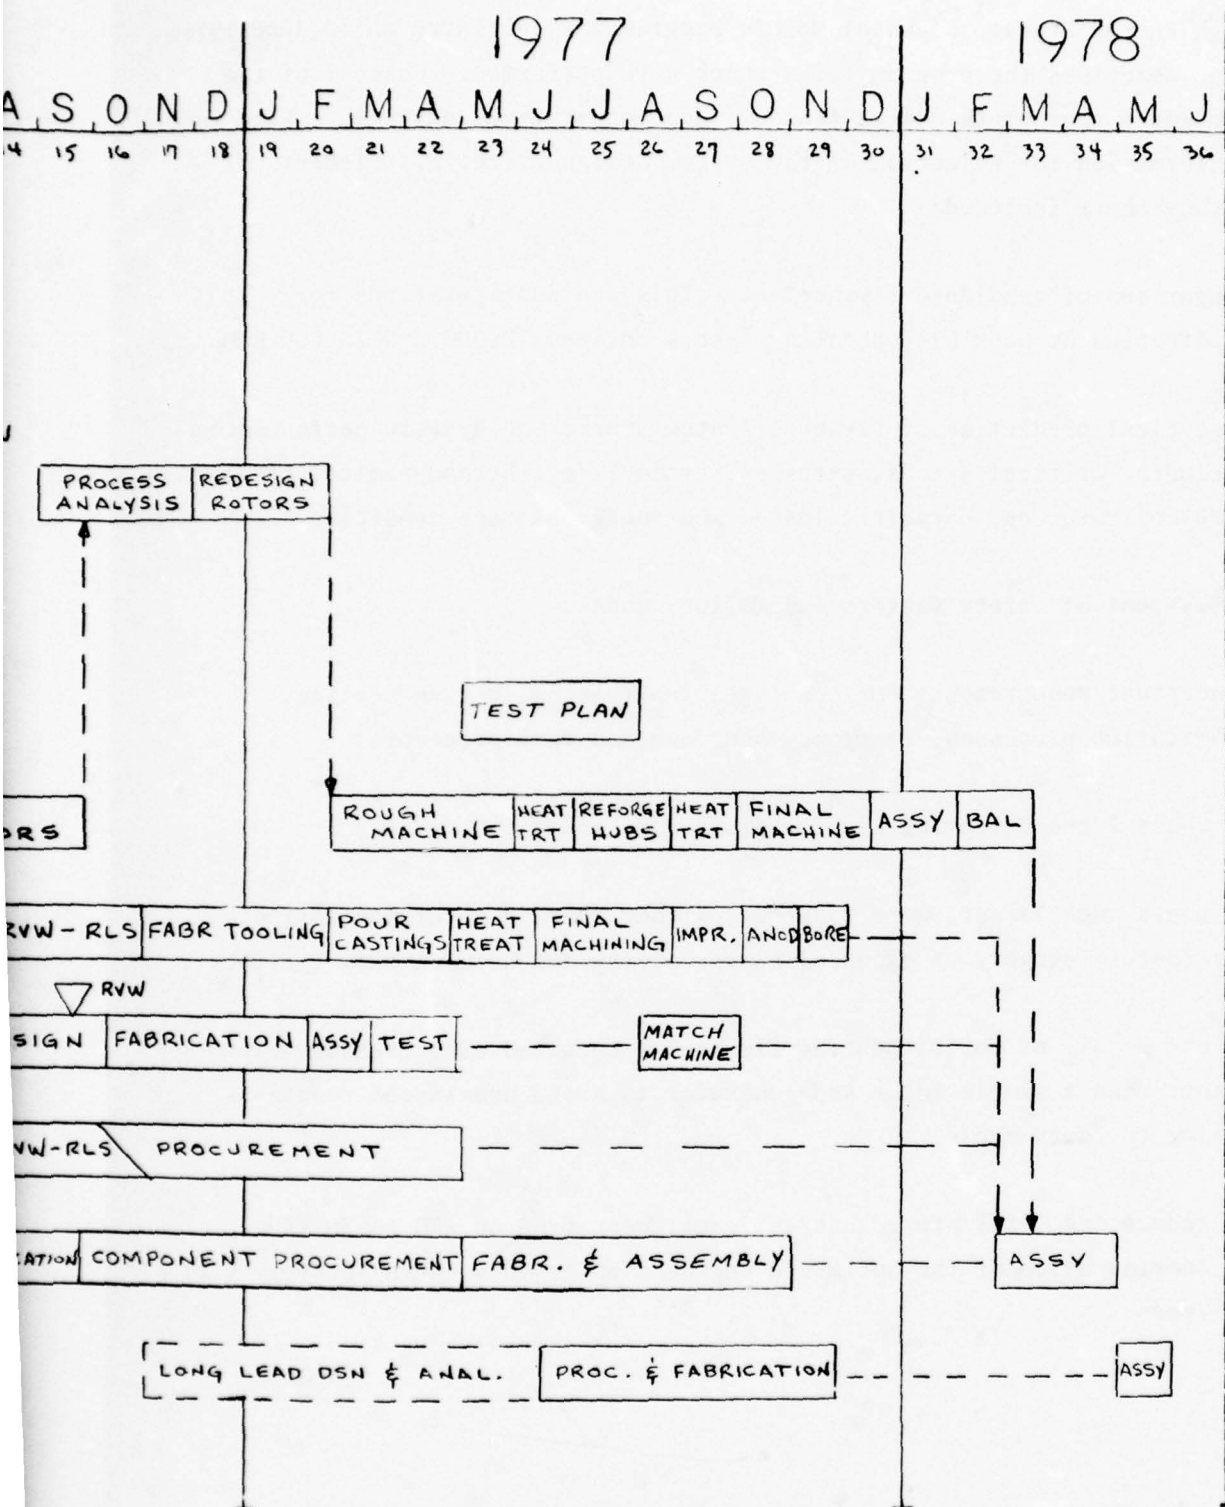 1977 1978
A S O N D J F M A M J J A S O N D J F M A M J
14 15 16 17 18 19 20 21 22 23 24 25 26 27 28 29 30 31 32 33 34 35 36
PROCESS ANALYSIS
REDESIGN ROTORS
TEST PLAN
ROUGH MACHINE
HEAT TRT
REFORGE HUBS
HEAT TRT
FINAL MACHINE
ASSY
BAL
RVW-RLS
FABR TOOLING
POUR CASTINGS
HEAT TREAT
FINAL MACHINING
IMPR.
ANOD
BORE
RVW
SIGN
FABRICATION
ASSY
TEST
MATCH MACHINE
VW-RLS
PROCUREMENT
CATION
COMPONENT PROCUREMENT
FABR. & ASSEMBLY
ASSY
LONG LEAD DSN & ANAL.
PROC. & FABRICATION
ASSY